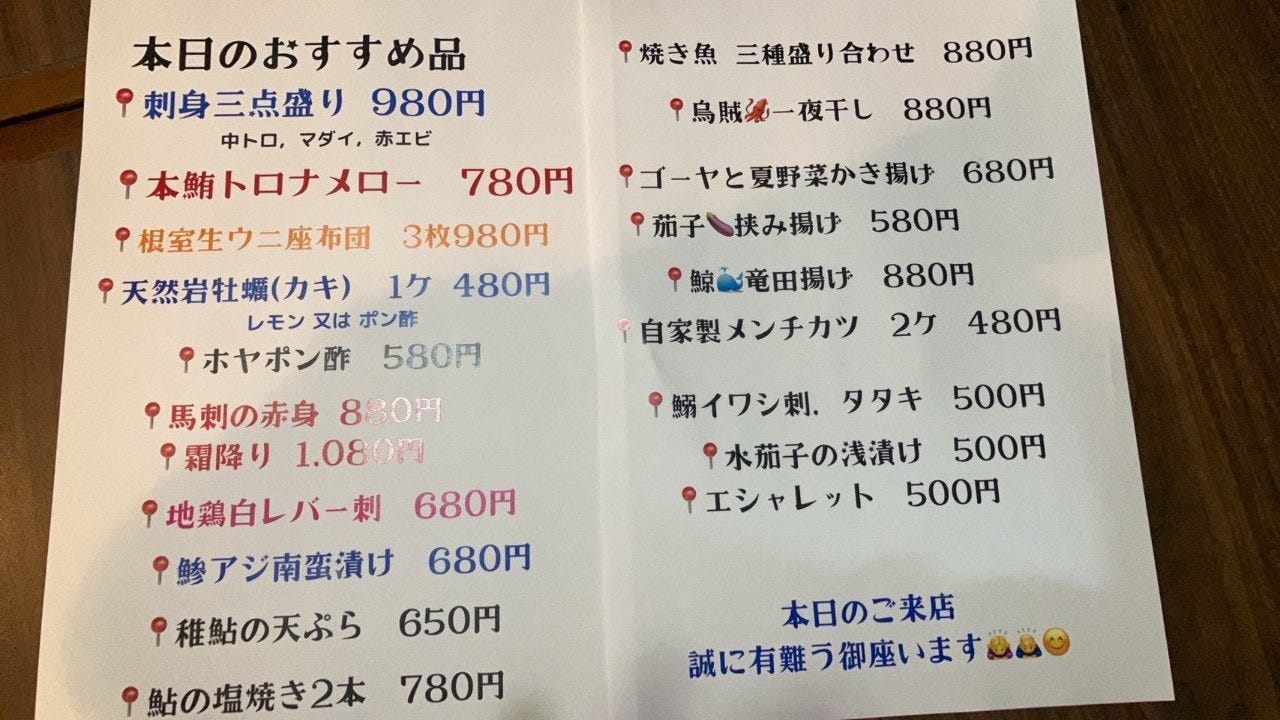 本日のおすすめ品
📍刺身三点盛り 980円
中トロ, マダイ, 赤エビ
📍本鮪トロナメロー 780円
📍根室生ウニ座布団 3枚980円
📍天然岩牡蠣(カキ) 1ケ 480円
レモン 又は ポン酢
📍ホヤポン酢 580円
📍馬刺の赤身 880円
📍霜降り 1.080円
📍地鶏白レバー刺 680円
📍鯵アジ南蛮漬け 680円
📍稚鮎の天ぷら 650円
📍鮎の塩焼き2本 780円
📍焼き魚 三種盛り合わせ 880円
📍烏賊🦑一夜干し 880円
📍ゴーヤと夏野菜かき揚げ 680円
📍茄子🍆挟み揚げ 580円
📍鯨🐳竜田揚げ 880円
📍自家製メンチカツ 2ケ 480円
📍鰯イワシ刺. タタキ 500円
📍水茄子の浅漬け 500円
📍エシャレット 500円
本日のご来店
誠に有難う御座います🙇‍♀️🙇‍♂️😊